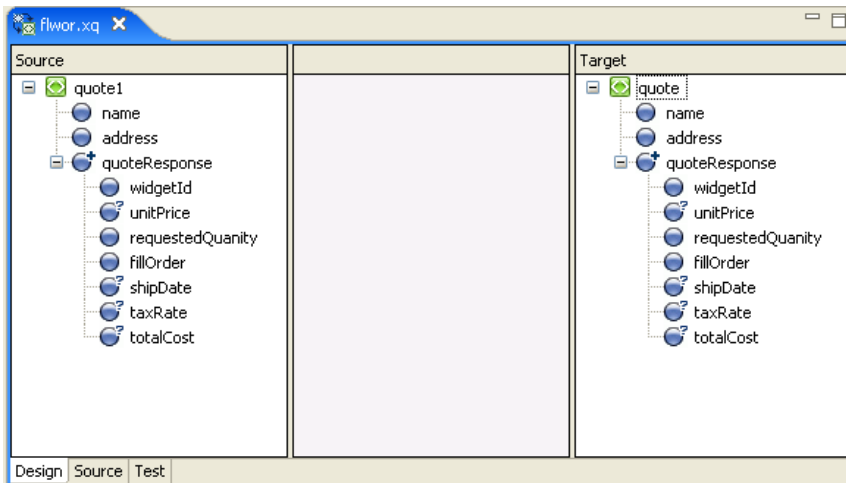 flwor.xq
Source
Target
quote1
name
address
quoteResponse
widgetId
unitPrice
requestedQuanity
fillOrder
shipDate
taxRate
totalCost
quote
name
address
quoteResponse
widgetId
unitPrice
requestedQuanity
fillOrder
shipDate
taxRate
totalCost
Design Source Test